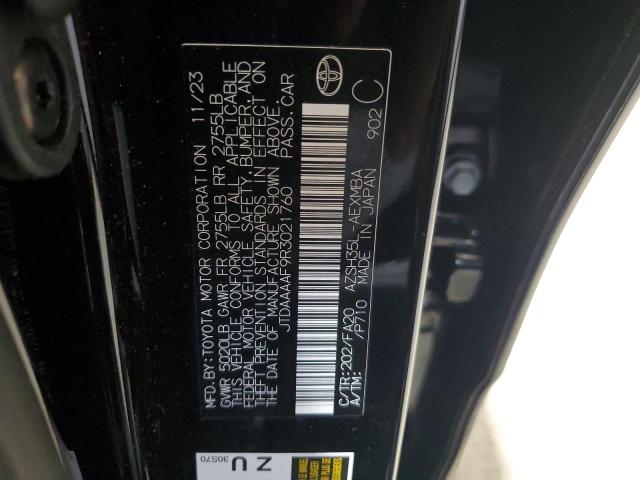 MFD. BY: TOYOTA MOTOR CORPORATION 11/23
GVWR 5020LB GAWR FR 2755LB RR 2755LB
THIS VEHICLE CONFORMS TO ALL APPLICABLE
FEDERAL MOTOR VEHICLE SAFETY, BUMPER, AND
THEFT PREVENTION STANDARDS IN EFFECT ON
THE DATE OF MANUFACTURE SHOWN ABOVE.
JTDAAAAF9R3021760 PASS. CAR
C/TR:202/FA20 AZSH35L-AEXMBA
A/TM: /P710 MADE IN JAPAN 902
C
ZU
30S70